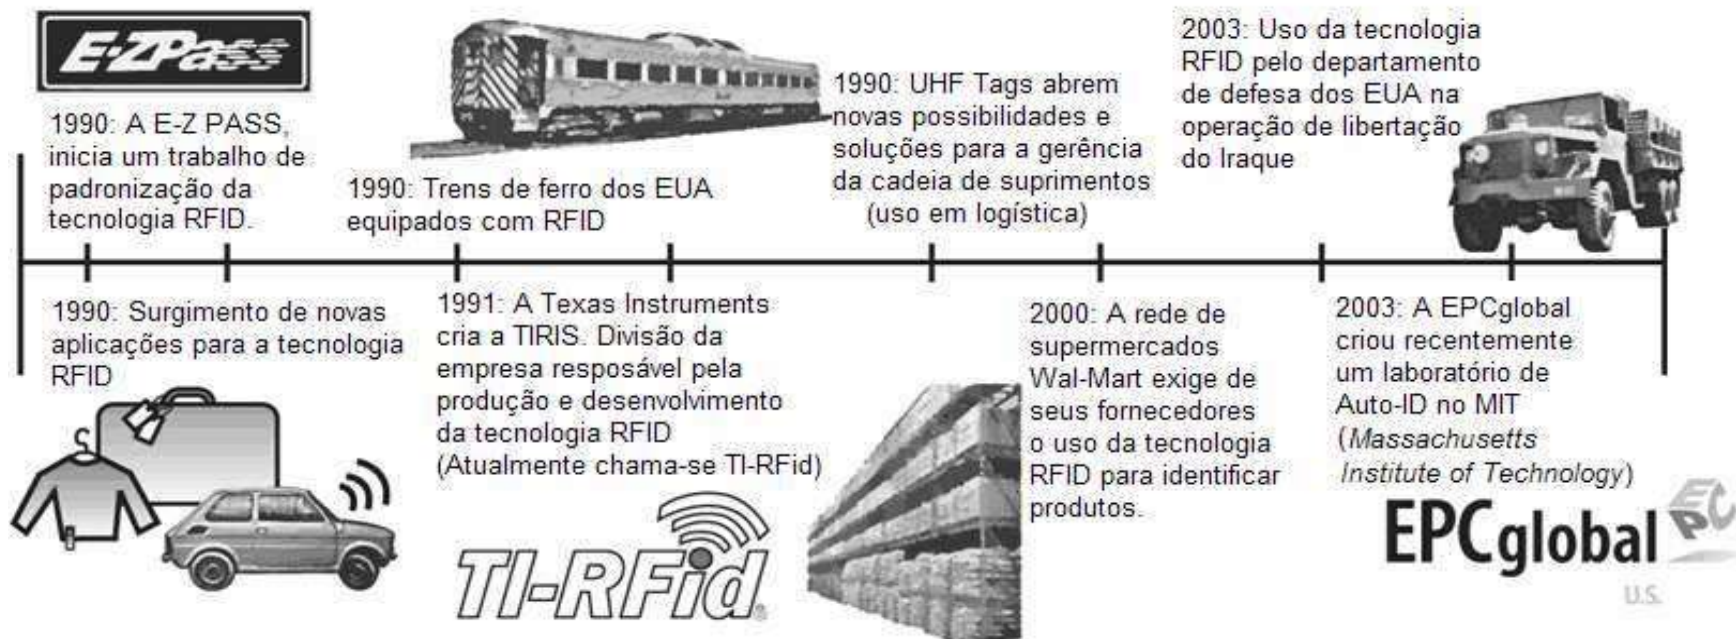 E-ZPass
1990: A E-Z PASS,
inicia um trabalho de
padronização da
tecnologia RFID.
1990: Trens de ferro dos EUA
equipados com RFID
1990: UHF Tags abrem
novas possibilidades e
soluções para a gerência
da cadeia de suprimentos
(uso em logística)
2003: Uso da tecnologia
RFID pelo departamento
de defesa dos EUA na
operação de libertação
do Iraque
1990: Surgimento de novas
aplicações para a tecnologia
RFID
1991: A Texas Instruments
cria a TIRIS. Divisão da
empresa resposável pela
produção e desenvolvimento
da tecnologia RFID
(Atualmente chama-se TI-RFid)
TI-RFid
®
2000: A rede de
supermercados
Wal-Mart exige de
seus fornecedores
o uso da tecnologia
RFID para identificar
produtos.
2003: A EPCglobal
criou recentemente
um laboratório de
Auto-ID no MIT
(Massachusetts
Institute of Technology)
EPCglobal
EPC
U.S.